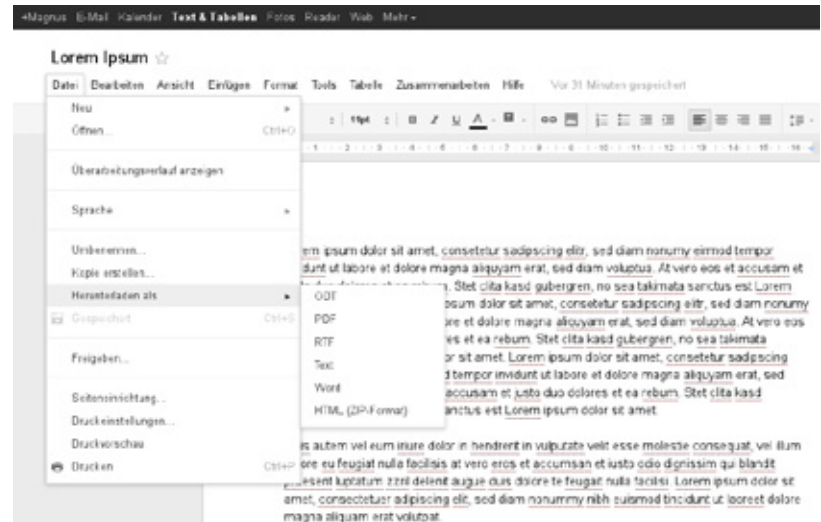 +Magnus E-Mail Kalender Text & Tabellen Fotos Reader Web Mehr
Lorem Ipsum
Datei Bearbeiten Ansicht Einfügen Format Tools Tabelle Zusammenarbeiten Hilfe Vor 31 Minuten gespeichert
Neu
Öffnen... Ctrl+O
11pt B I U A
Überarbeitungsverlauf anzeigen
Sprache
Umbenennen...
Kopie erstellen...
Herunterladen als
Gespeichert Ctrl+S
Freigeben...
Seiteneinrichtung...
Druckeinstellungen...
Druckvorschau
Drucken Ctrl+P
ODT
PDF
RTF
Text
Word
HTML (ZIP-Format)
em ipsum dolor sit amet, consetetur sadipscing elitr, sed diam nonumy eirmod tempor
dunt ut labore et dolore magna aliquyam erat, sed diam voluptua. At vero eos et accusam et
Stet clita kasd gubergren, no sea takimata sanctus est Lorem
psum dolor sit amet, consetetur sadipscing elitr, sed diam nonumy
re et dolore magna aliquyam erat, sed diam voluptua. At vero eos
es et ea rebum. Stet clita kasd gubergren, no sea takimata
or sit amet. Lorem ipsum dolor sit amet, consetetur sadipscing
d tempor invidunt ut labore et dolore magna aliquyam erat, sed
accusam et justo duo dolores et ea rebum. Stet clita kasd
anctus est Lorem ipsum dolor sit amet.
is autem vel eum iriure dolor in hendrerit in vulputate velit esse molestie consequat, vel illum
ore eu feugiat nulla facilisis at vero eros et accumsan et iusto odio dignissim qui blandit
praesent luptatum zzril delenit augue duis dolore te feugait nulla facilisi. Lorem ipsum dolor sit
amet, consectetuer adipiscing elit, sed diam nonummy nibh euismod tincidunt ut laoreet dolore
magna aliquam erat volutpat.